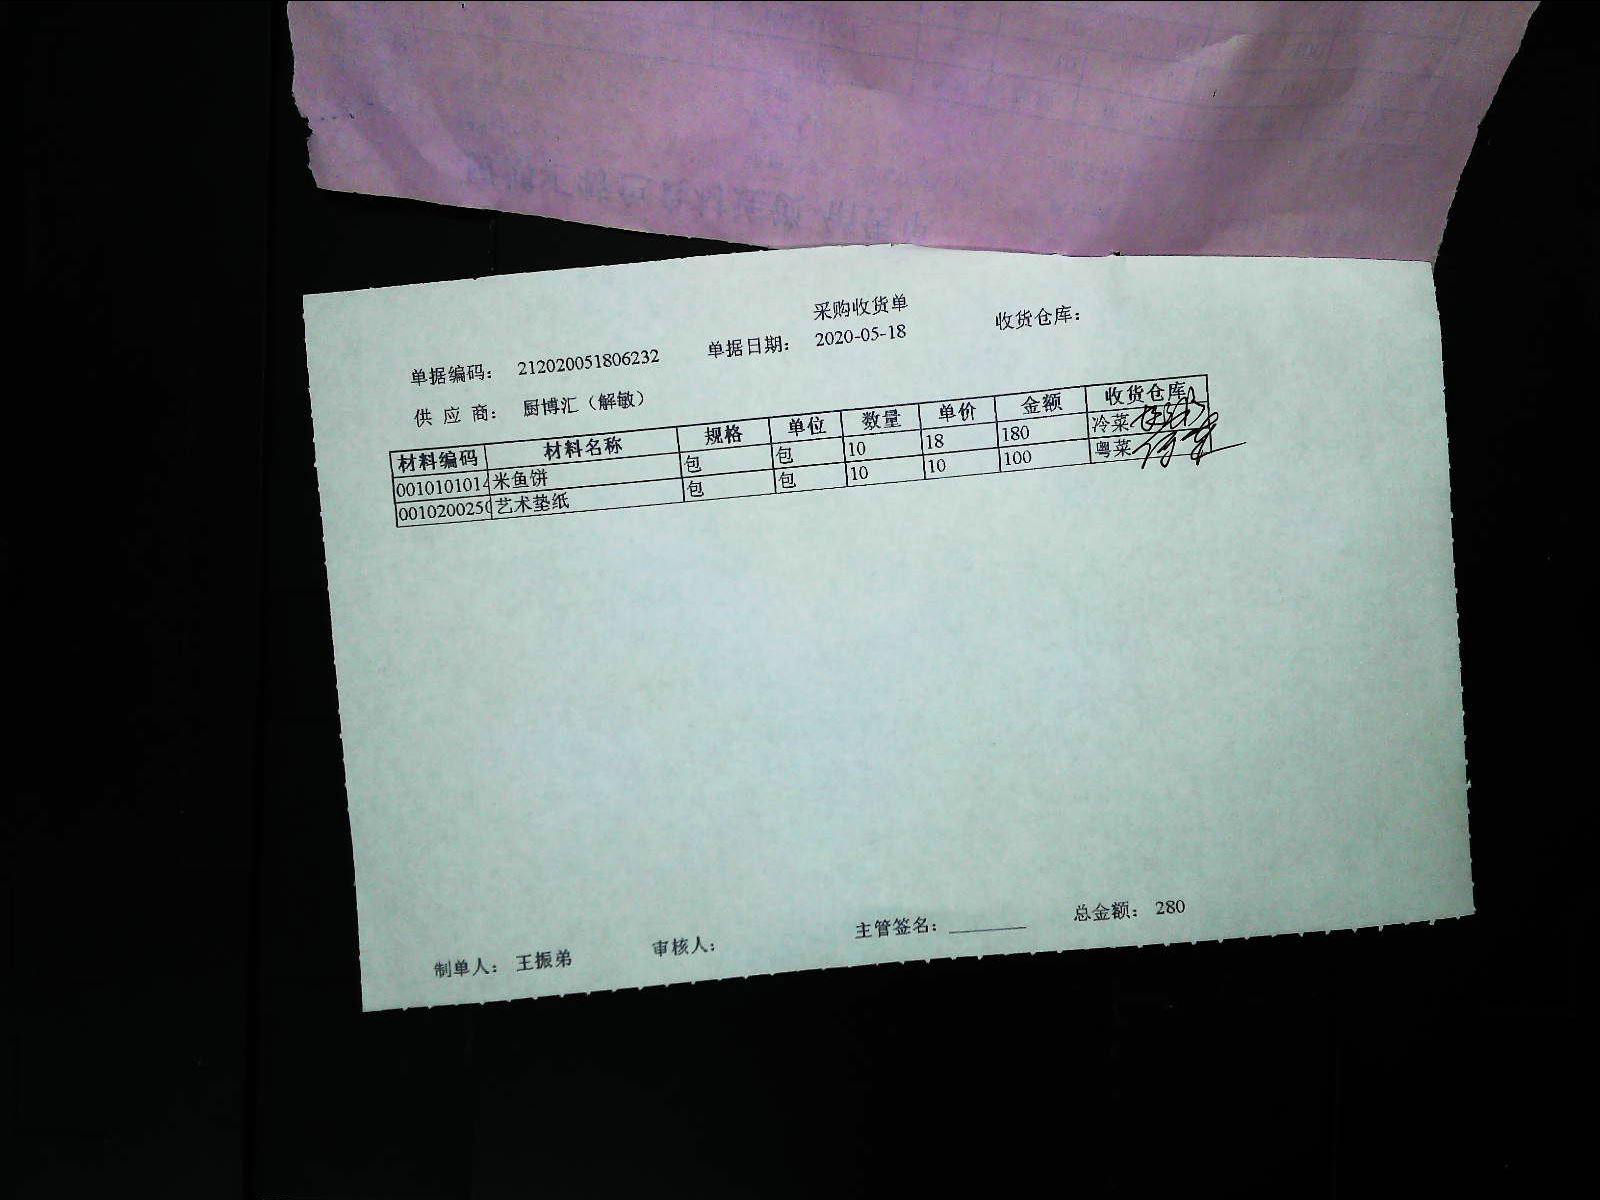 采购收货单
单据编码: 212020051806232 单据日期: 2020-05-18 收货仓库:
供 应 商: 厨博汇（解敏）
材料编码 材料名称 规格 单位 数量 单价 金额 收货仓库
0010101014 米鱼饼 包 包 10 18 180 冷菜
001020025 艺术垫纸 包 包 10 10 100 粤菜
制单人: 王振弟 审核人: 主管签名: 总金额: 280